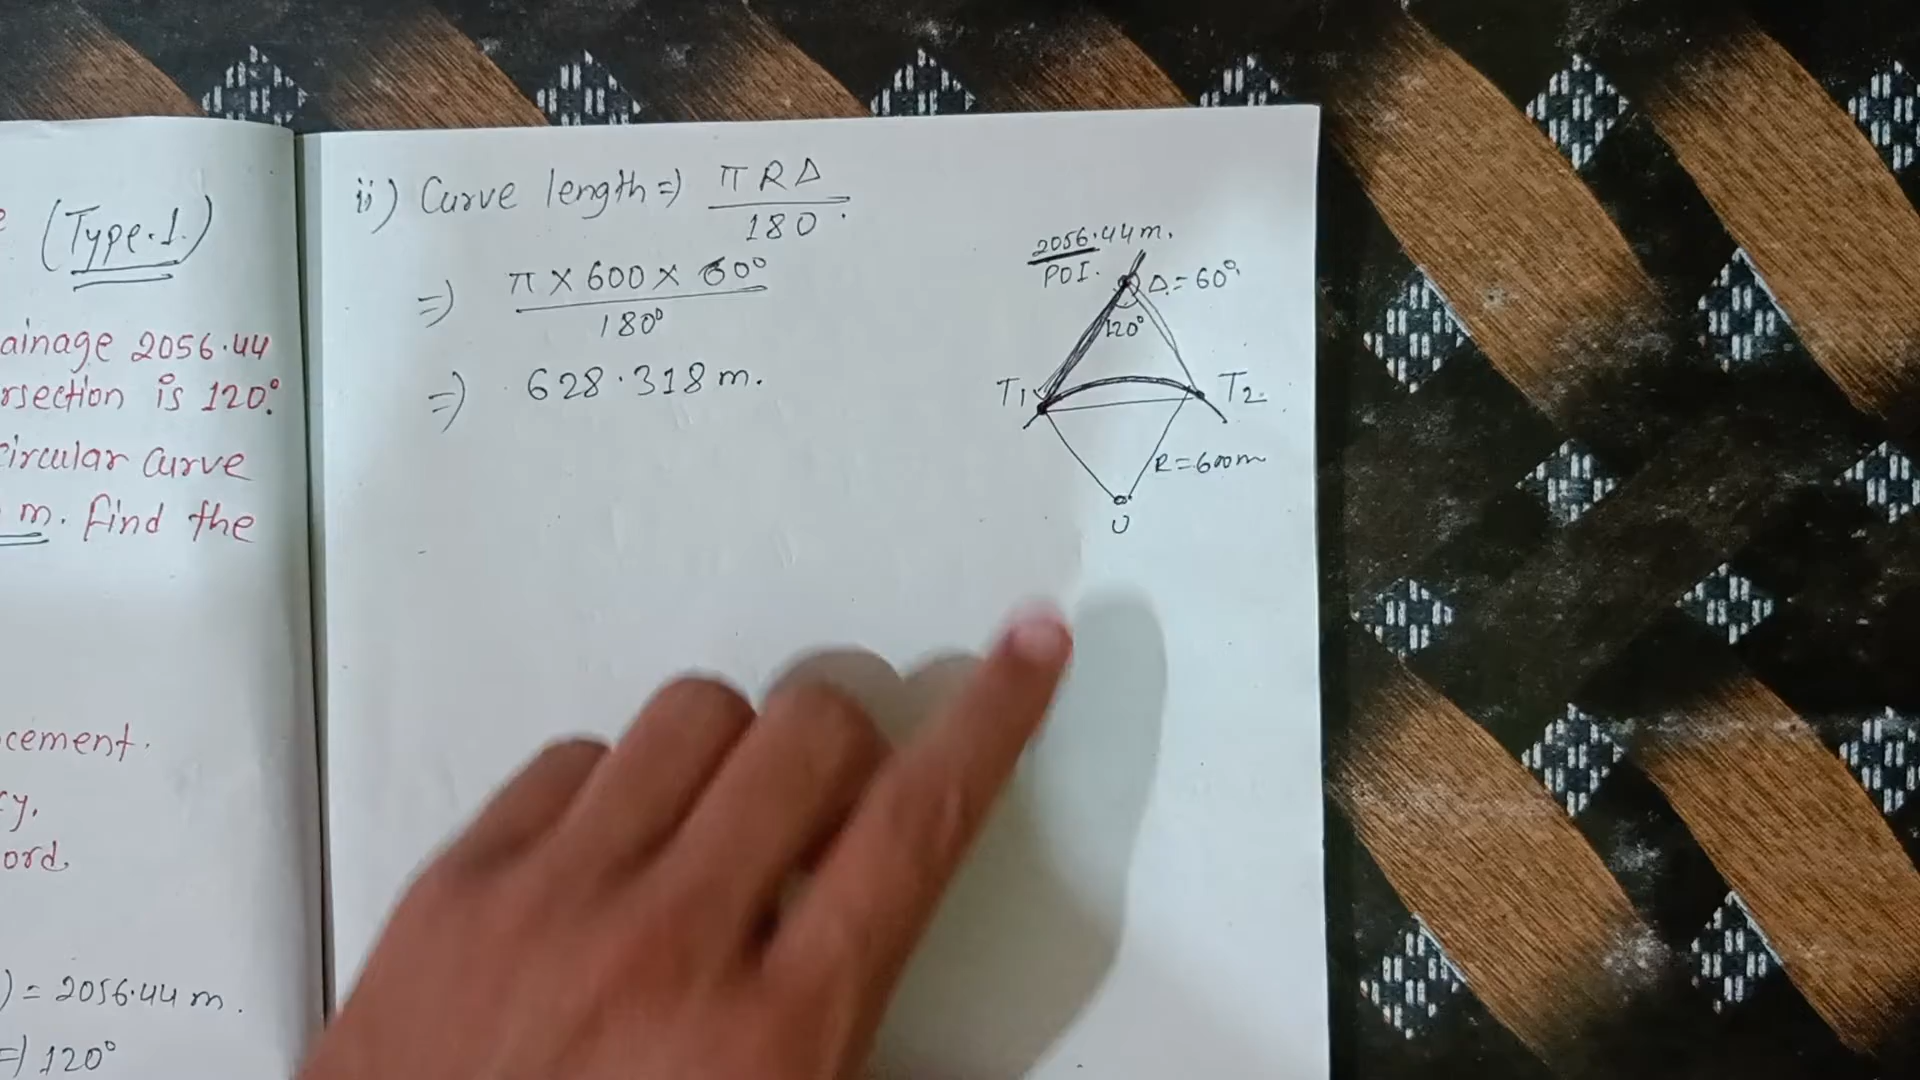 (Type.1.)
ainage 2056.44
rsection is 120°.
circular curve
m. find the
cement.
ord,
) = 2056.44 m.
=) 120°
ii) Curve length =) πRΔ
180°
=) π × 600 × 60°
180°
=) 628.318 m.
2056.44 m.
POI. Δ = 60°
120°
T1 T2
R = 600m
O